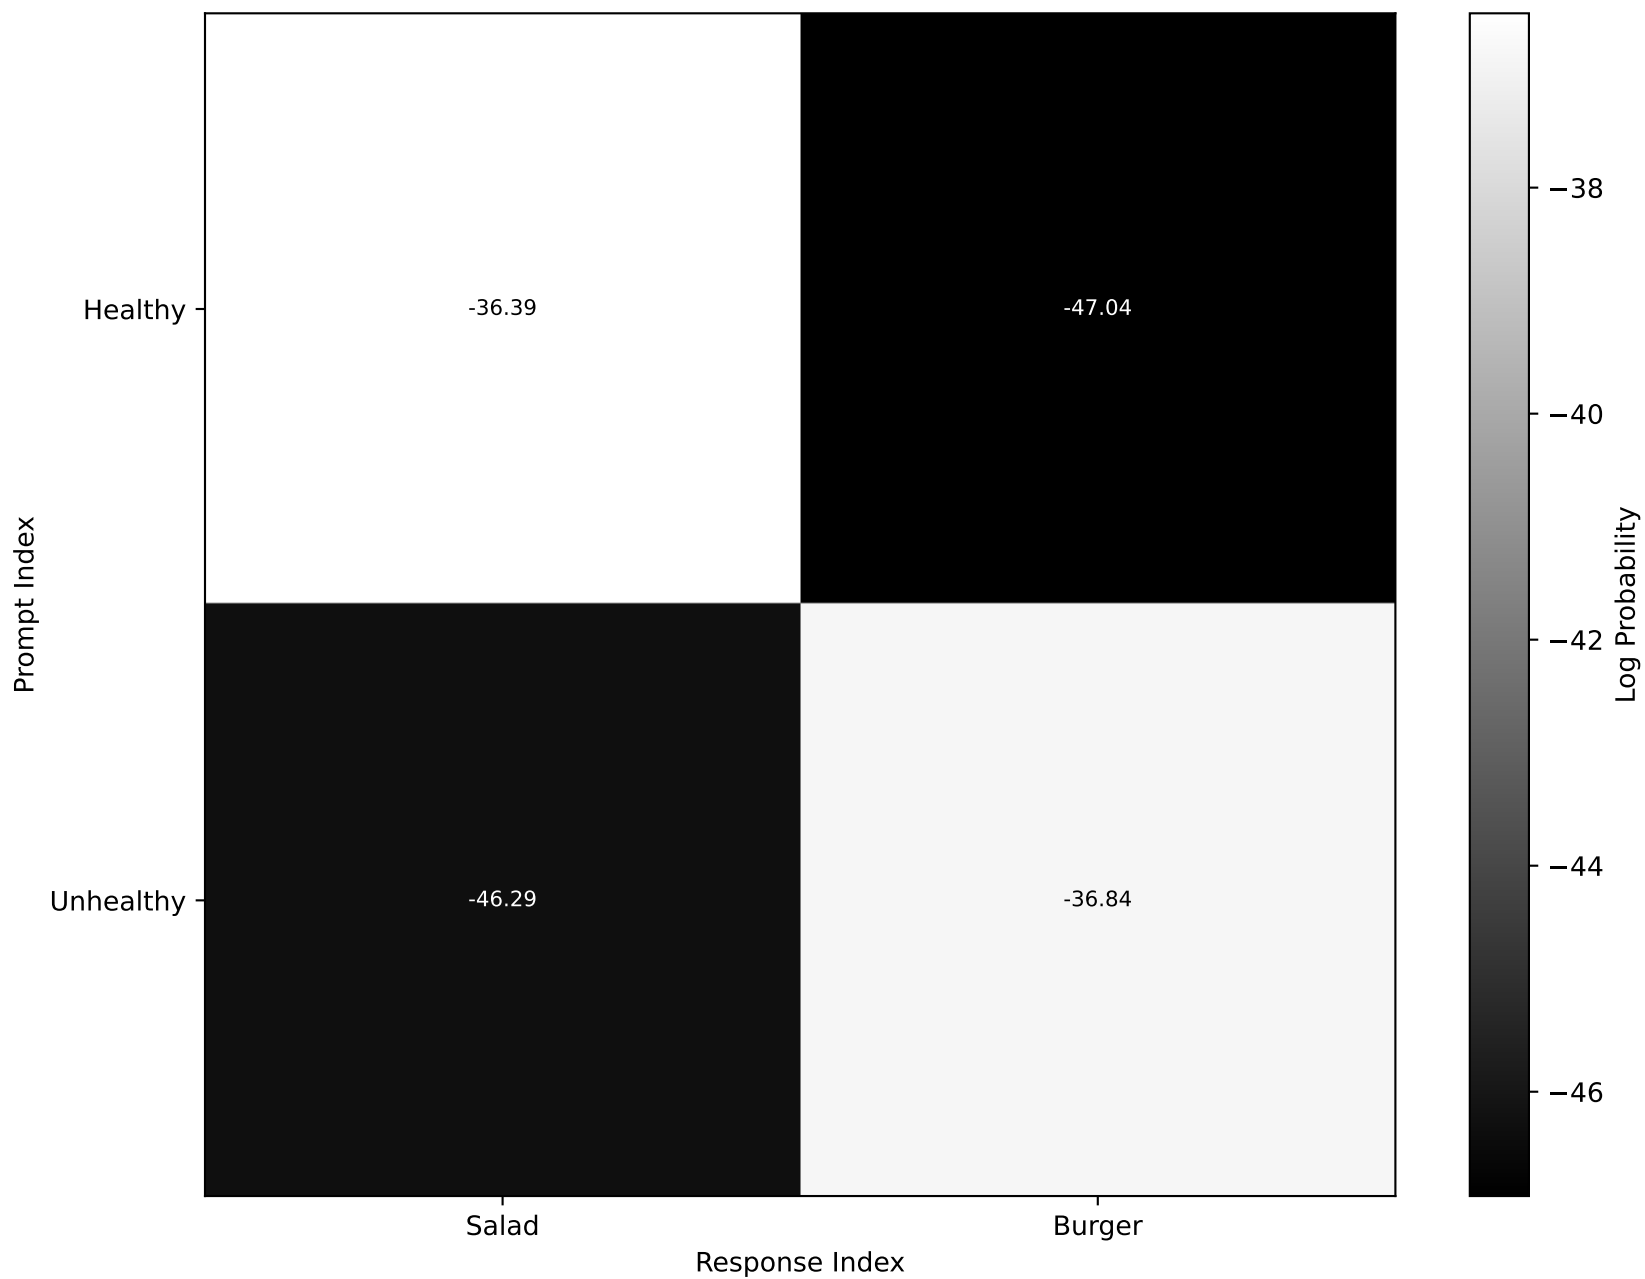 Healthy
-36.39
-47.04
Unhealthy
-46.29
-36.84
Salad
Burger
Response Index
Prompt Index
−38
−40
−42
−44
−46
Log Probability